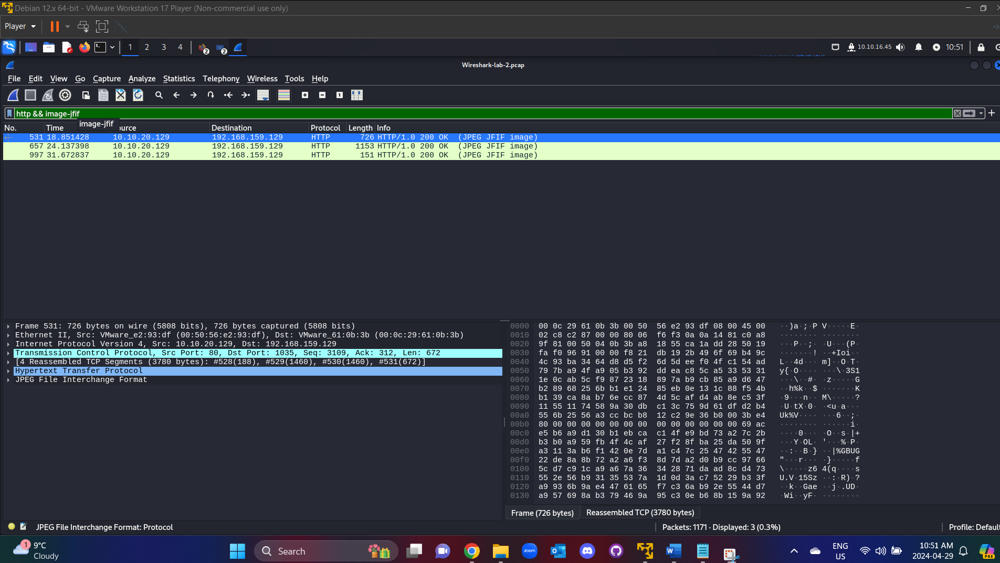 Debian 12.x 64-bit - VMware Workstation 17 Player (Non-commercial use only)
Player
1 2 3 4 2 2 10.10.16.45 10:51
Wireshark-lab-2.pcap
File Edit View Go Capture Analyze Statistics Telephony Wireless Tools Help
http && image-jfif
image-jfif
No. Time Destination Protocol Length Info
531 18.851428 10.10.20.129 192.168.159.129 HTTP 726 HTTP/1.0 200 OK (JPEG JFIF image)
657 24.137398 10.10.20.129 192.168.159.129 HTTP 1153 HTTP/1.0 200 OK (JPEG JFIF image)
997 31.672837 10.10.20.129 192.168.159.129 HTTP 151 HTTP/1.0 200 OK (JPEG JFIF image)
Frame 531: 726 bytes on wire (5808 bits), 726 bytes captured (5808 bits)
Ethernet II, Src: VMware_e2:93:df (00:50:56:e2:93:df), Dst: VMware_61:0b:3b (00:0c:29:61:0b:3b)
Internet Protocol Version 4, Src: 10.10.20.129, Dst: 192.168.159.129
Transmission Control Protocol, Src Port: 80, Dst Port: 1035, Seq: 3109, Ack: 312, Len: 672
[4 Reassembled TCP Segments (3780 bytes): #528(188), #529(1460), #530(1460), #531(672)]
Hypertext Transfer Protocol
JPEG File Interchange Format
0000 00 0c 29 61 0b 3b 00 50 56 e2 93 df 08 00 45 00 ··)a·;·P V·····E·
0010 02 c8 c2 87 00 00 80 06 f6 f3 0a 0a 14 81 c0 a8 ········ ········
0020 9f 81 00 50 04 0b 3b a8 18 55 ca 1a dd 28 50 19 ···P··;· ·U···(P·
0030 fa f0 96 91 00 00 f8 21 db 19 2b 49 6f 69 b4 9c ·······! ··+Ioi··
0040 4c 93 ba 34 64 d8 d5 f2 6d 5d ee f0 4f c1 54 ad L··4d··· m]··O·T·
0050 79 7b a9 4f a9 05 b3 92 dd ea c8 5c a5 33 53 31 y{·O···· ···\·3S1
0060 1e 0c ab 5c f9 87 23 18 89 7a b9 cb 85 a9 d6 47 ···\··#· ·z·····G
0070 b2 89 68 25 6b b1 e1 24 85 eb 0e 13 1c 88 f5 4b ··h%k··$ ·······K
0080 b1 39 ca 8a b7 6e cc 87 4d 5c af d4 ab 8e c5 3f ·9···n·· M\·····?
0090 11 55 11 74 58 9a 30 db c1 3c 75 9d 61 df d2 b4 ·U·tX·0· ·<u·a···
00a0 55 6b 25 56 a3 cc bc b8 12 c2 9e 36 b0 00 3b e4 Uk%V···· ···6··;·
00b0 80 00 00 00 00 00 00 00 00 00 00 00 00 00 69 ac ········ ······i·
00c0 e5 b6 a9 d1 30 b1 eb ca c1 4f e9 bd 73 a2 7c 2b ····0··· ·O··s·|+
00d0 b3 b0 a9 59 fb 4f 4c af 27 f2 8f ba 25 da 50 9f ···Y·OL· '···%·P·
00e0 a3 11 3a b6 f1 42 0e 7d a1 c4 7c 25 47 42 55 47 ··:··B·} ··|%GBUG
00f0 22 de 8a 8b 72 a2 a6 f3 8d 7d a2 d0 b9 cc 97 66 "···r··· ·}·····f
0100 5c d7 c9 1c a9 a6 7a 36 34 28 71 da ad 8c d4 73 \·····z6 4(q····s
0110 55 2e 56 b9 31 35 53 7a 1d 0d 3a c7 52 29 b3 3f U.V·15Sz ··:·R)·?
0120 a9 93 6b 9a e4 47 61 65 f7 c3 6a b9 2e 55 44 d7 ··k··Gae ··j·.UD·
0130 a9 57 69 8a b3 79 46 9a 95 c3 0e b6 8b 15 9a 92 ·Wi··yF· ········
Frame (726 bytes) Reassembled TCP (3780 bytes)
JPEG File Interchange Format: Protocol Packets: 1171 · Displayed: 3 (0.3%) Profile: Default
1 9°C
Cloudy
Search
zoom
ENG
US
10:51 AM
2024-04-29
PRE